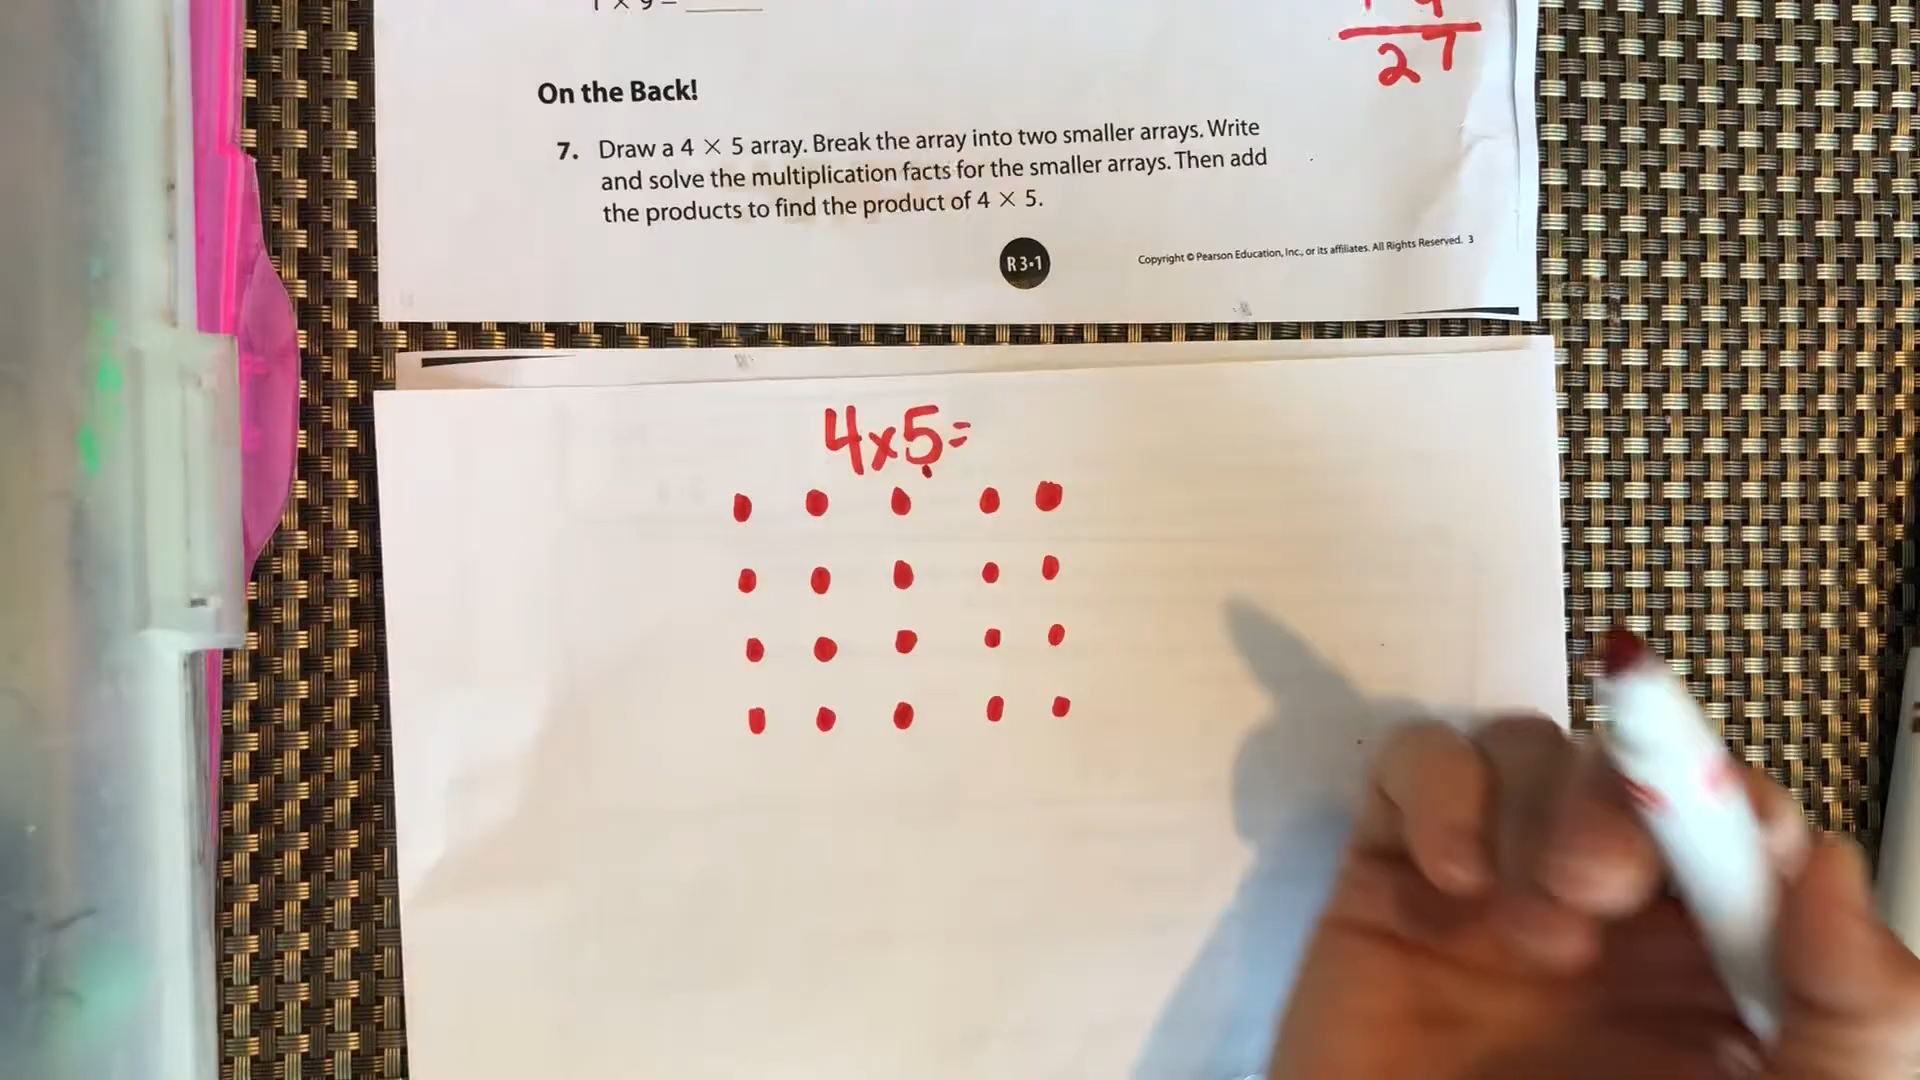 27
On the Back!
7. Draw a 4 × 5 array. Break the array into two smaller arrays. Write
and solve the multiplication facts for the smaller arrays. Then add
the products to find the product of 4 × 5.
R 3•1
Copyright © Pearson Education, Inc., or its affiliates. All Rights Reserved. 3
4x5=